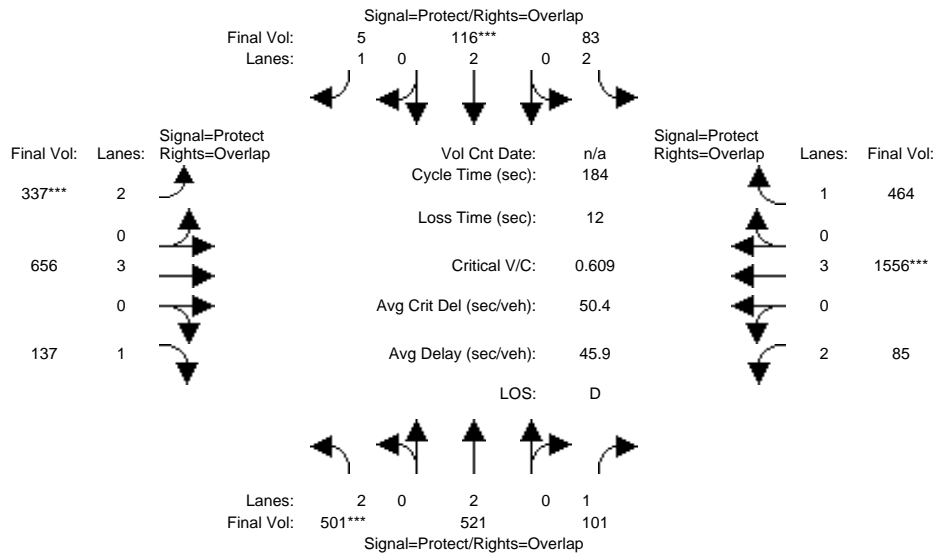 Signal=Protect/Rights=Overlap
Final Vol: 5 116*** 83
Lanes: 1 0 2 0 2
Signal=Protect
Final Vol: Lanes: Rights=Overlap
Vol Cnt Date: n/a
Signal=Protect
Rights=Overlap Lanes: Final Vol:
Cycle Time (sec): 184
337*** 2
1 464
Loss Time (sec): 12
0
0
656 3
Critical V/C: 0.609
3 1556***
0
Avg Crit Del (sec/veh): 50.4
0
137 1
Avg Delay (sec/veh): 45.9
2 85
LOS: D
Lanes: 2 0 2 0 1
Final Vol: 501*** 521 101
Signal=Protect/Rights=Overlap